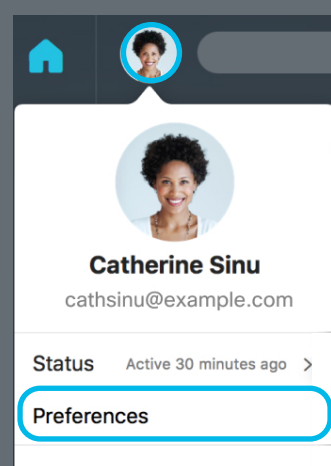 Catherine Sinu
cathsinu@example.com
Status Active 30 minutes ago >
Preferences